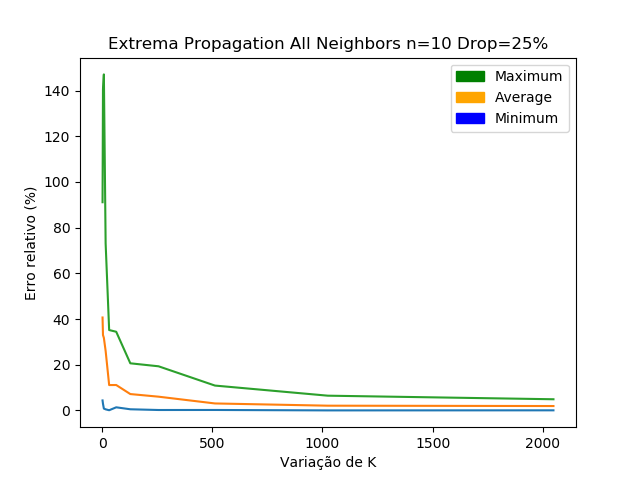 Extrema Propagation All Neighbors n=10 Drop=25%
Maximum
Average
Minimum
Erro relativo (%)
140
120
100
80
60
40
20
0
0 500 1000 1500 2000
Variação de K